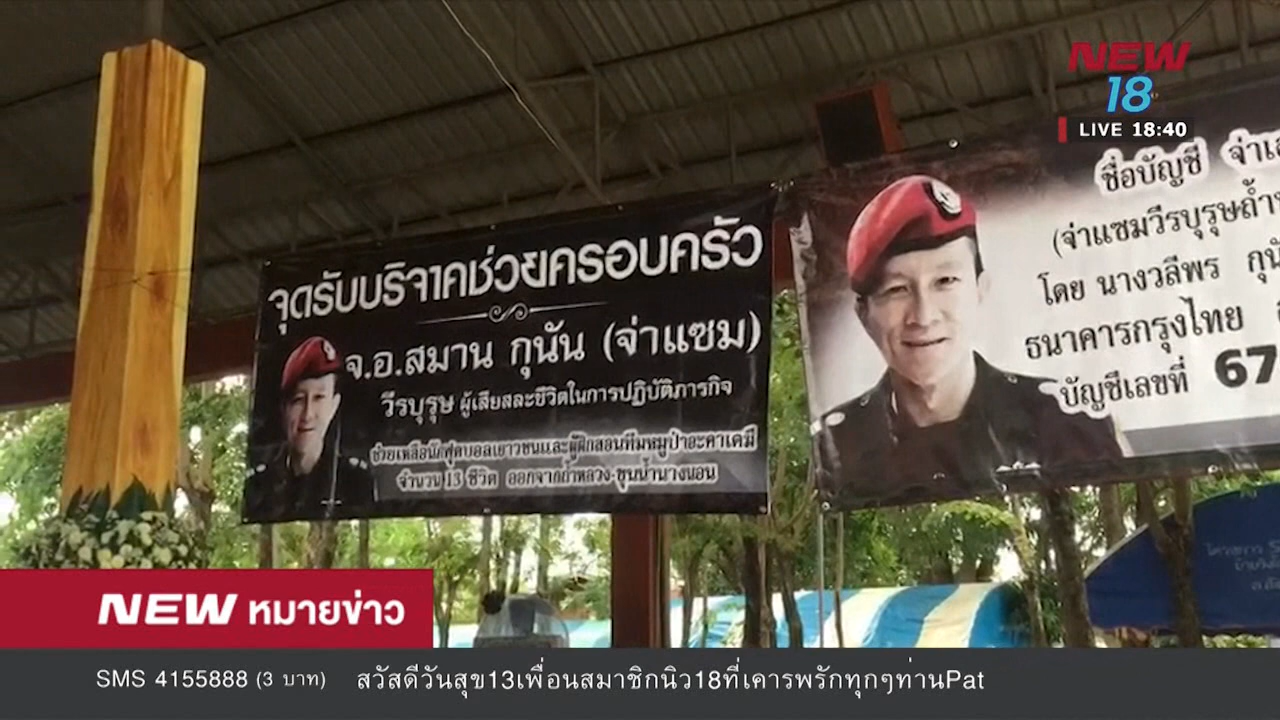 NEW
18
LIVE 18:40
จุดรับบริจาคช่วยครอบครัว
จ.อ.สมาน กุนัน (จ่าแซม)
วีรบุรุษ ผู้เสียสละชีวิตในการปฏิบัติภารกิจ
ช่วยเหลือนักฟุตบอลเยาวชนและผู้ฝึกสอนทีมหมูป่าอะคาเดมี
จำนวน 13 ชีวิต ออกจากถ้ำหลวง-ขุนน้ำนางนอน
ชื่อบัญชี
(จ่าแซมวีรบุรุษถ้ำ
โดย นางวลีพร
ธนาคารกรุงไทย
บัญชีเลขที่ 67
NEW หมายข่าว
SMS 4155888 (3 บาท) สวัสดีวันสุข13เพื่อนสมาชิกนิว18ที่เคารพรักทุกๆท่านPat